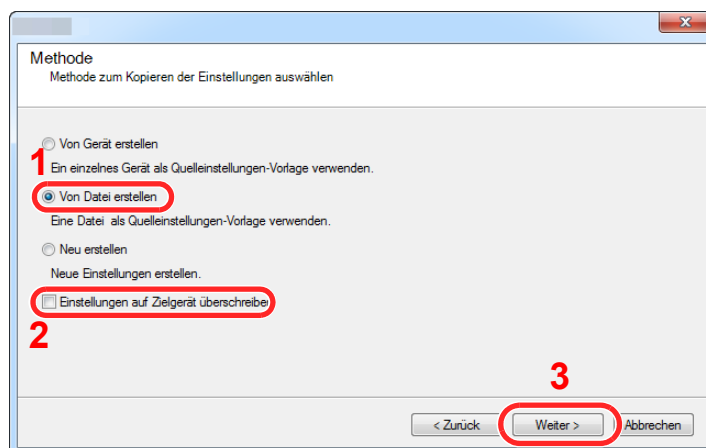 Methode
Methode zum Kopieren der Einstellungen auswählen
Von Gerät erstellen
1
Ein einzelnes Gerät als Quelleinstellungen-Vorlage verwenden.
Von Datei erstellen
Eine Datei als Quelleinstellungen-Vorlage verwenden.
Neu erstellen
Neue Einstellungen erstellen.
Einstellungen auf Zielgerät überschreiben
2
3
< Zurück Weiter > Abbrechen